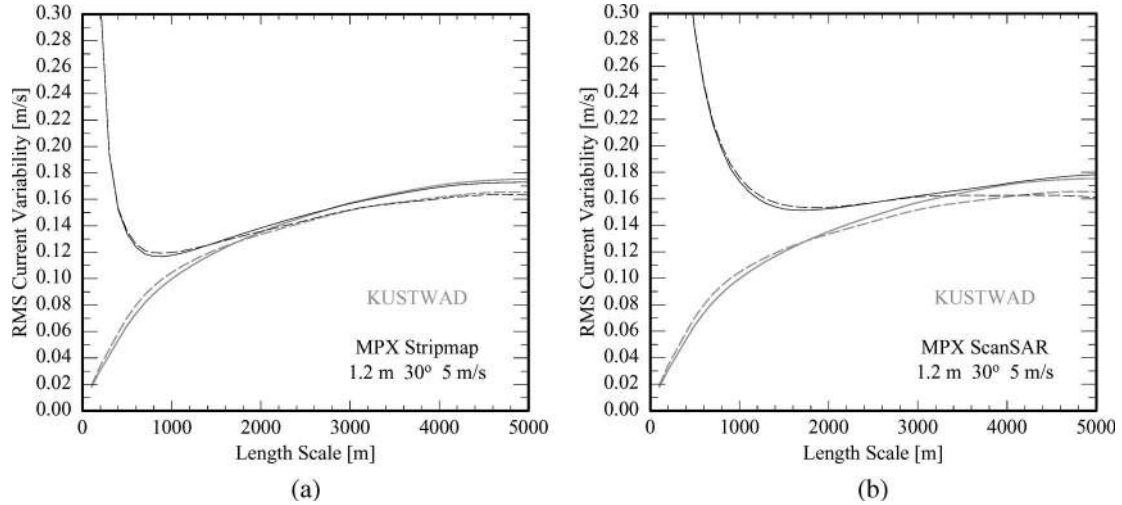 RMS Current Variability [m/s]
0.30
0.28
0.26
0.24
0.22
0.20
0.18
0.16
0.14
0.12
0.10
0.08
0.06
0.04
0.02
0.00
KUSTWAD
MPX Stripmap
1.2 m 30º 5 m/s
0 1000 2000 3000 4000 5000
Length Scale [m]
(a)
RMS Current Variability [m/s]
0.30
0.28
0.26
0.24
0.22
0.20
0.18
0.16
0.14
0.12
0.10
0.08
0.06
0.04
0.02
0.00
KUSTWAD
MPX ScanSAR
1.2 m 30º 5 m/s
0 1000 2000 3000 4000 5000
Length Scale [m]
(b)